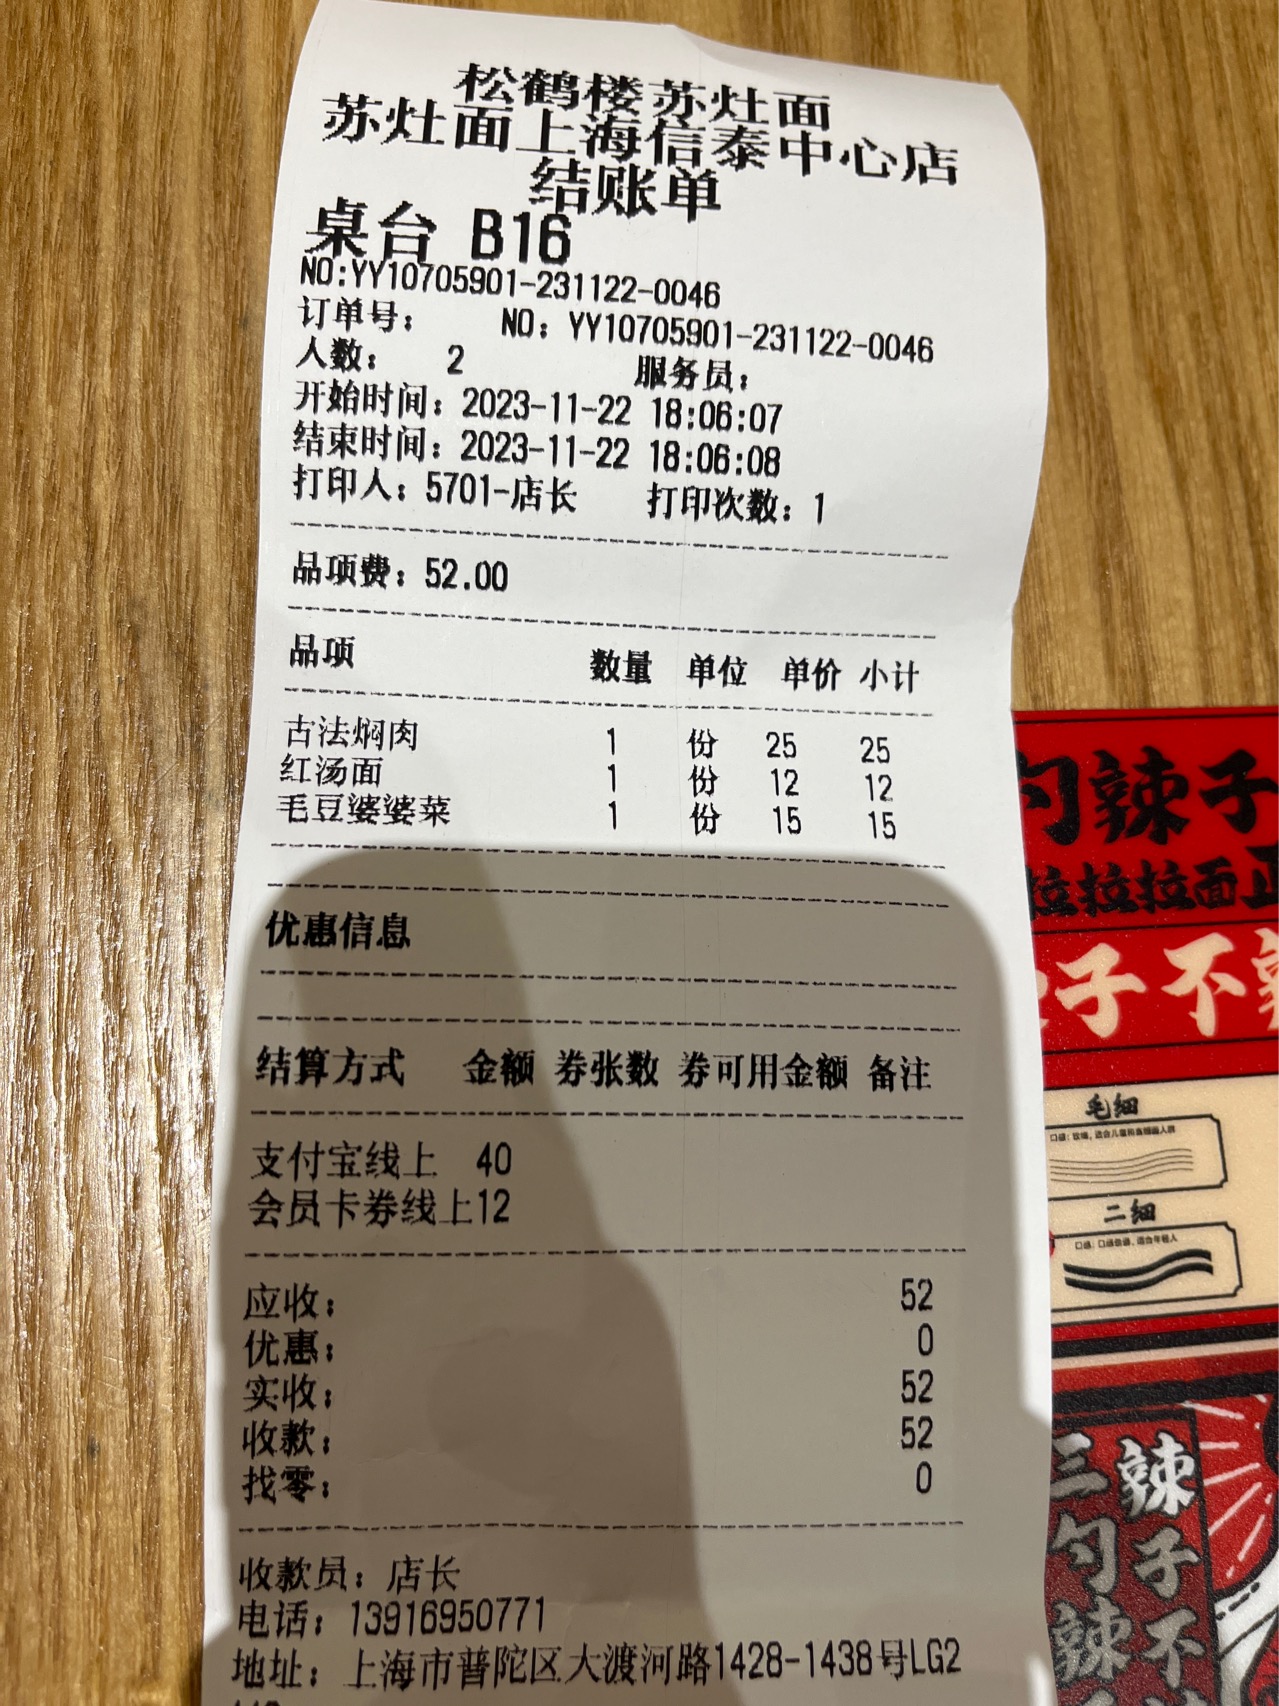 松鹤楼苏灶面
苏灶面上海信泰中心店
结账单
桌台 B16
NO:YY10705901-231122-0046
订单号： NO：YY10705901-231122-0046
人数： 2 服务员：
开始时间：2023-11-22 18:06:07
结束时间：2023-11-22 18:06:08
打印人：5701-店长 打印次数：1
品项费：52.00
品项 数量 单位 单价 小计
古法焖肉 1 份 25 25
红汤面 1 份 12 12
毛豆婆婆菜 1 份 15 15
优惠信息
结算方式 金额 券张数 券可用金额 备注
支付宝线上 40
会员卡券线上12
应收： 52
优惠： 0
实收： 52
收款： 52
找零： 0
收款员：店长
电话：13916950771
地址：上海市普陀区大渡河路1428-1438号LG2
勺辣子
拉拉拉面正
子不辣
毛细
二细
三勺辣
辣子不